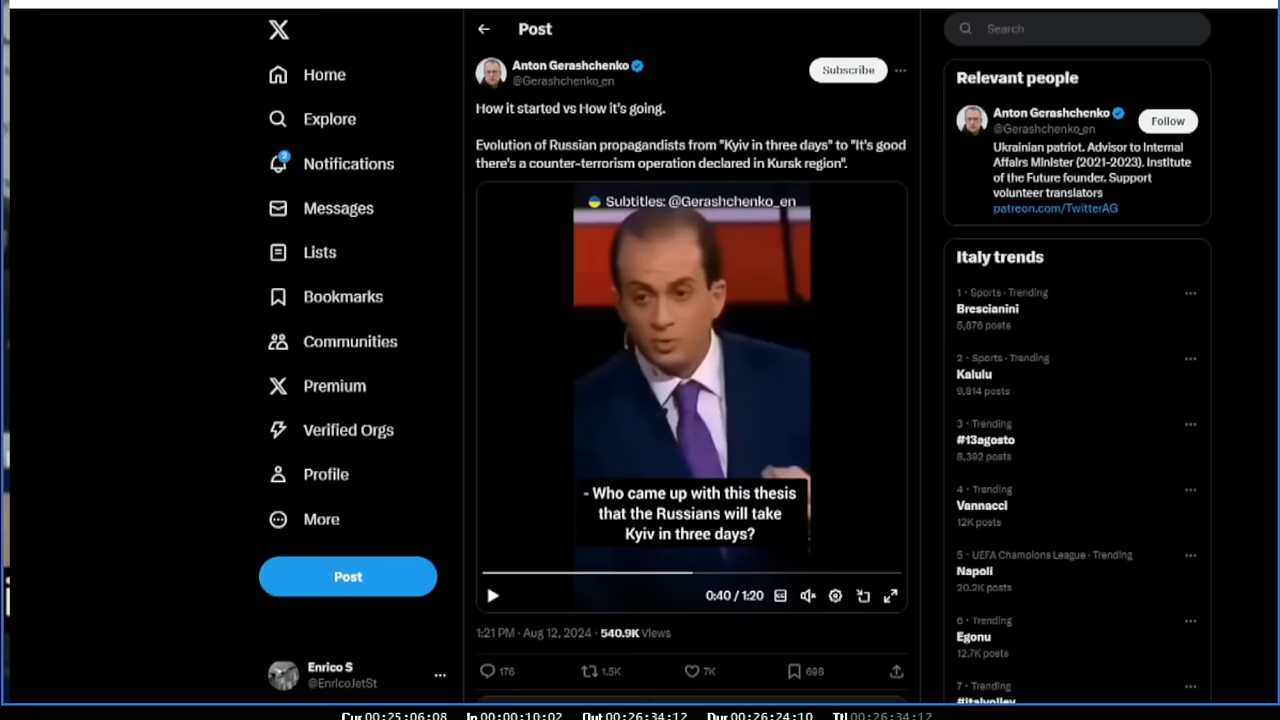 Home
Explore
2
Notifications
Messages
Lists
Bookmarks
Communities
Premium
Verified Orgs
Profile
More
Post
Enrico S
@EnricoJetSt
Post
Anton Gerashchenko
@Gerashchenko_en
Subscribe
How it started vs How it's going.
Evolution of Russian propagandists from "Kyiv in three days" to "It's good
there's a counter-terrorism operation declared in Kursk region".
Subtitles: @Gerashchenko_en
- Who came up with this thesis
that the Russians will take
Kyiv in three days?
0:40 / 1:20
1:21 PM · Aug 12, 2024 · 540.9K Views
176 1.5K 7K 698
Search
Relevant people
Anton Gerashchenko
@Gerashchenko_en
Follow
Ukrainian patriot. Advisor to Internal
Affairs Minister (2021-2023). Institute
of the Future founder. Support
volunteer translators
patreon.com/TwitterAG
Italy trends
1 · Sports · Trending
Brescianini
5,876 posts
2 · Sports · Trending
Kalulu
9,814 posts
3 · Trending
#13agosto
8,392 posts
4 · Trending
Vannacci
12K posts
5 · UEFA Champions League · Trending
Napoli
20.2K posts
6 · Trending
Egonu
12.7K posts
7 · Trending
#italvolley
Cur 00:25:06:08 In 00:00:10:02 Out 00:26:34:12 Dur 00:26:24:10 Ttl 00:26:34:12